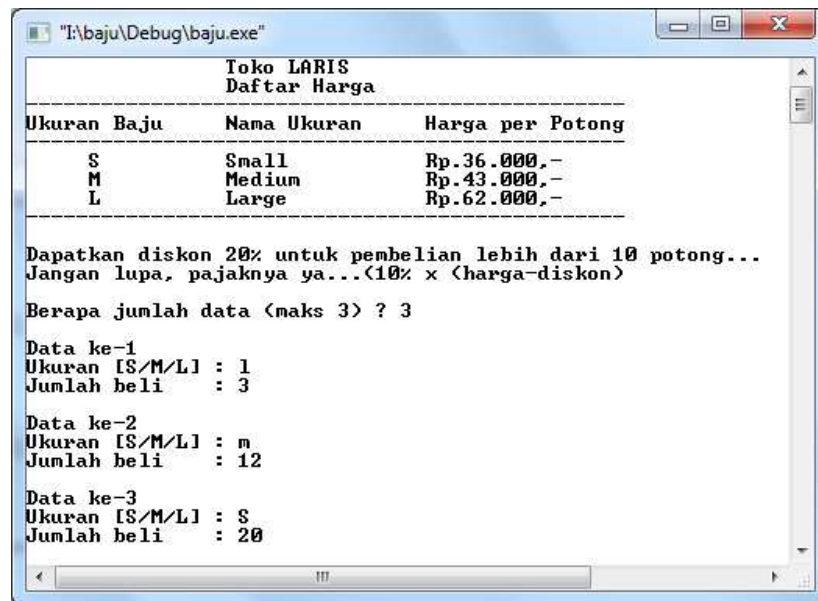 "I:\baju\Debug\baju.exe"
Toko LARIS
Daftar Harga
Ukuran Baju Nama Ukuran Harga per Potong
S Small Rp.36.000,-
M Medium Rp.43.000,-
L Large Rp.62.000,-
Dapatkan diskon 20% untuk pembelian lebih dari 10 potong...
Jangan lupa, pajaknya ya...(10% x (harga-diskon)
Berapa jumlah data (maks 3) ? 3
Data ke-1
Ukuran [S/M/L] : l
Jumlah beli : 3
Data ke-2
Ukuran [S/M/L] : m
Jumlah beli : 12
Data ke-3
Ukuran [S/M/L] : S
Jumlah beli : 20